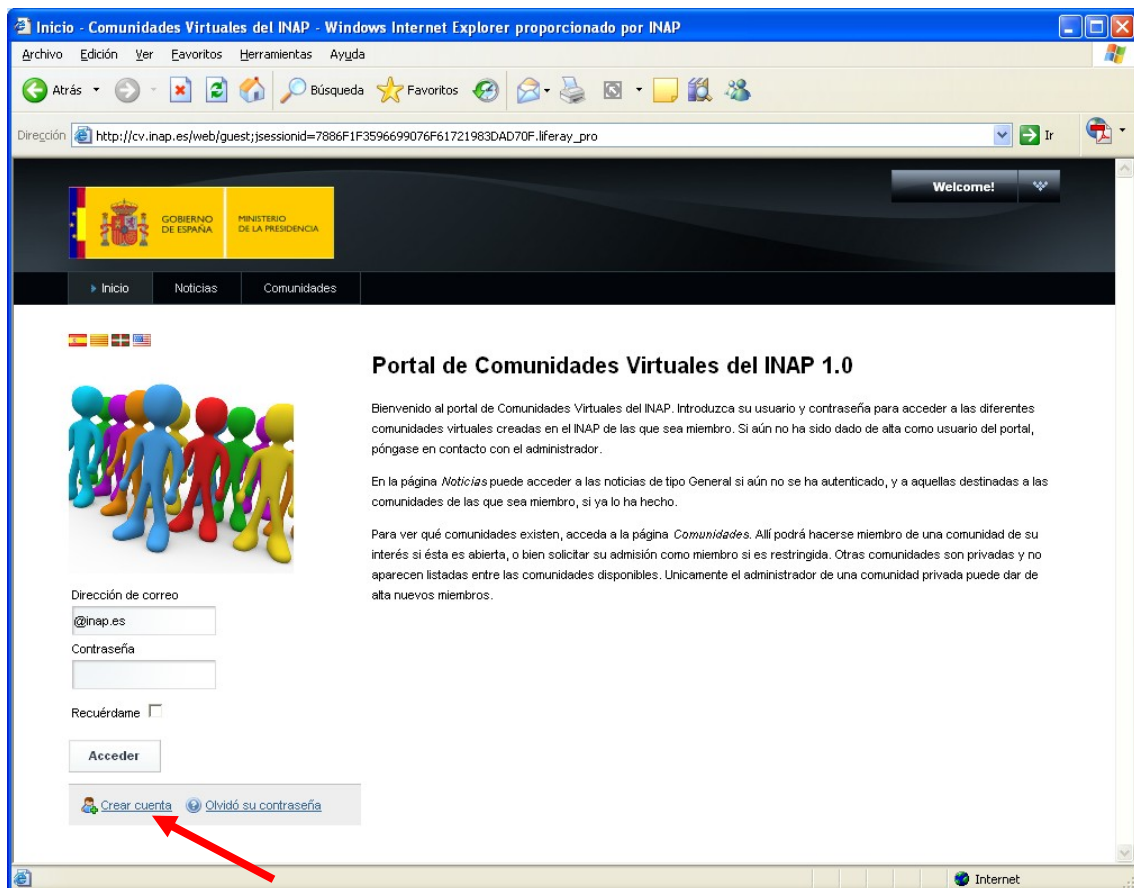 Inicio - Comunidades Virtuales del INAP - Windows Internet Explorer proporcionado por INAP
Archivo Edición Ver Favoritos Herramientas Ayuda
Atrás Búsqueda Favoritos
Dirección http://cv.inap.es/web/guest;jsessionid=7886F1F3596699076F61721983DAD70F.liferay_pro Ir
Welcome!
GOBIERNO DE ESPAÑA
MINISTERIO DE LA PRESIDENCIA
Inicio Noticias Comunidades
Portal de Comunidades Virtuales del INAP 1.0
Bienvenido al portal de Comunidades Virtuales del INAP. Introduzca su usuario y contraseña para acceder a las diferentes
comunidades virtuales creadas en el INAP de las que sea miembro. Si aún no ha sido dado de alta como usuario del portal,
póngase en contacto con el administrador.
En la página Noticias puede acceder a las noticias de tipo General si aún no se ha autenticado, y a aquellas destinadas a las
comunidades de las que sea miembro, si ya lo ha hecho.
Para ver qué comunidades existen, acceda a la página Comunidades. Allí podrá hacerse miembro de una comunidad de su
interés si ésta es abierta, o bien solicitar su admisión como miembro si es restringida. Otras comunidades son privadas y no
aparecen listadas entre las comunidades disponibles. Unicamente el administrador de una comunidad privada puede dar de
alta nuevos miembros.
Dirección de correo
@inap.es
Contraseña
Recuérdame
Acceder
Crear cuenta Olvidó su contraseña
Internet